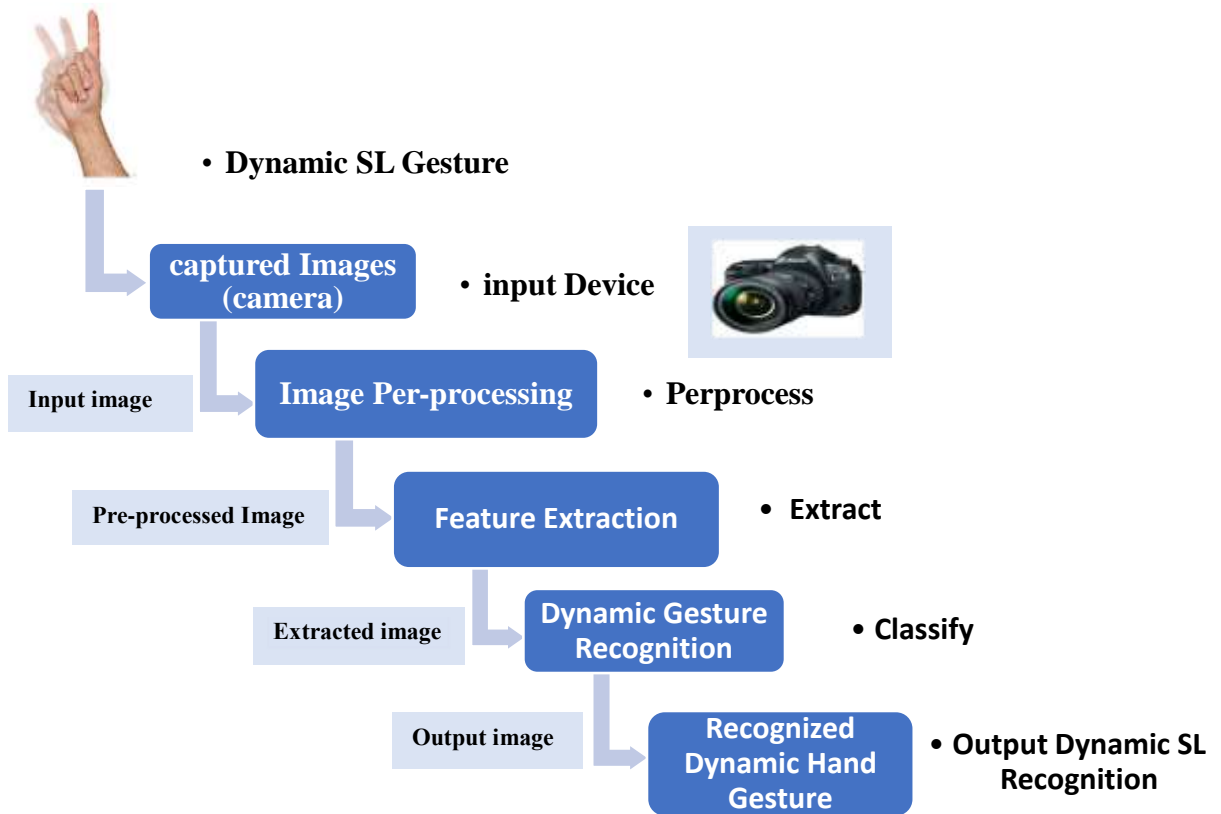 • Dynamic SL Gesture
captured Images
(camera)
• input Device
Input image
Image Per-processing
• Perprocess
Pre-processed Image
Feature Extraction
• Extract
Extracted image
Dynamic Gesture
Recognition
• Classify
Output image
Recognized
Dynamic Hand
Gesture
• Output Dynamic SL
Recognition